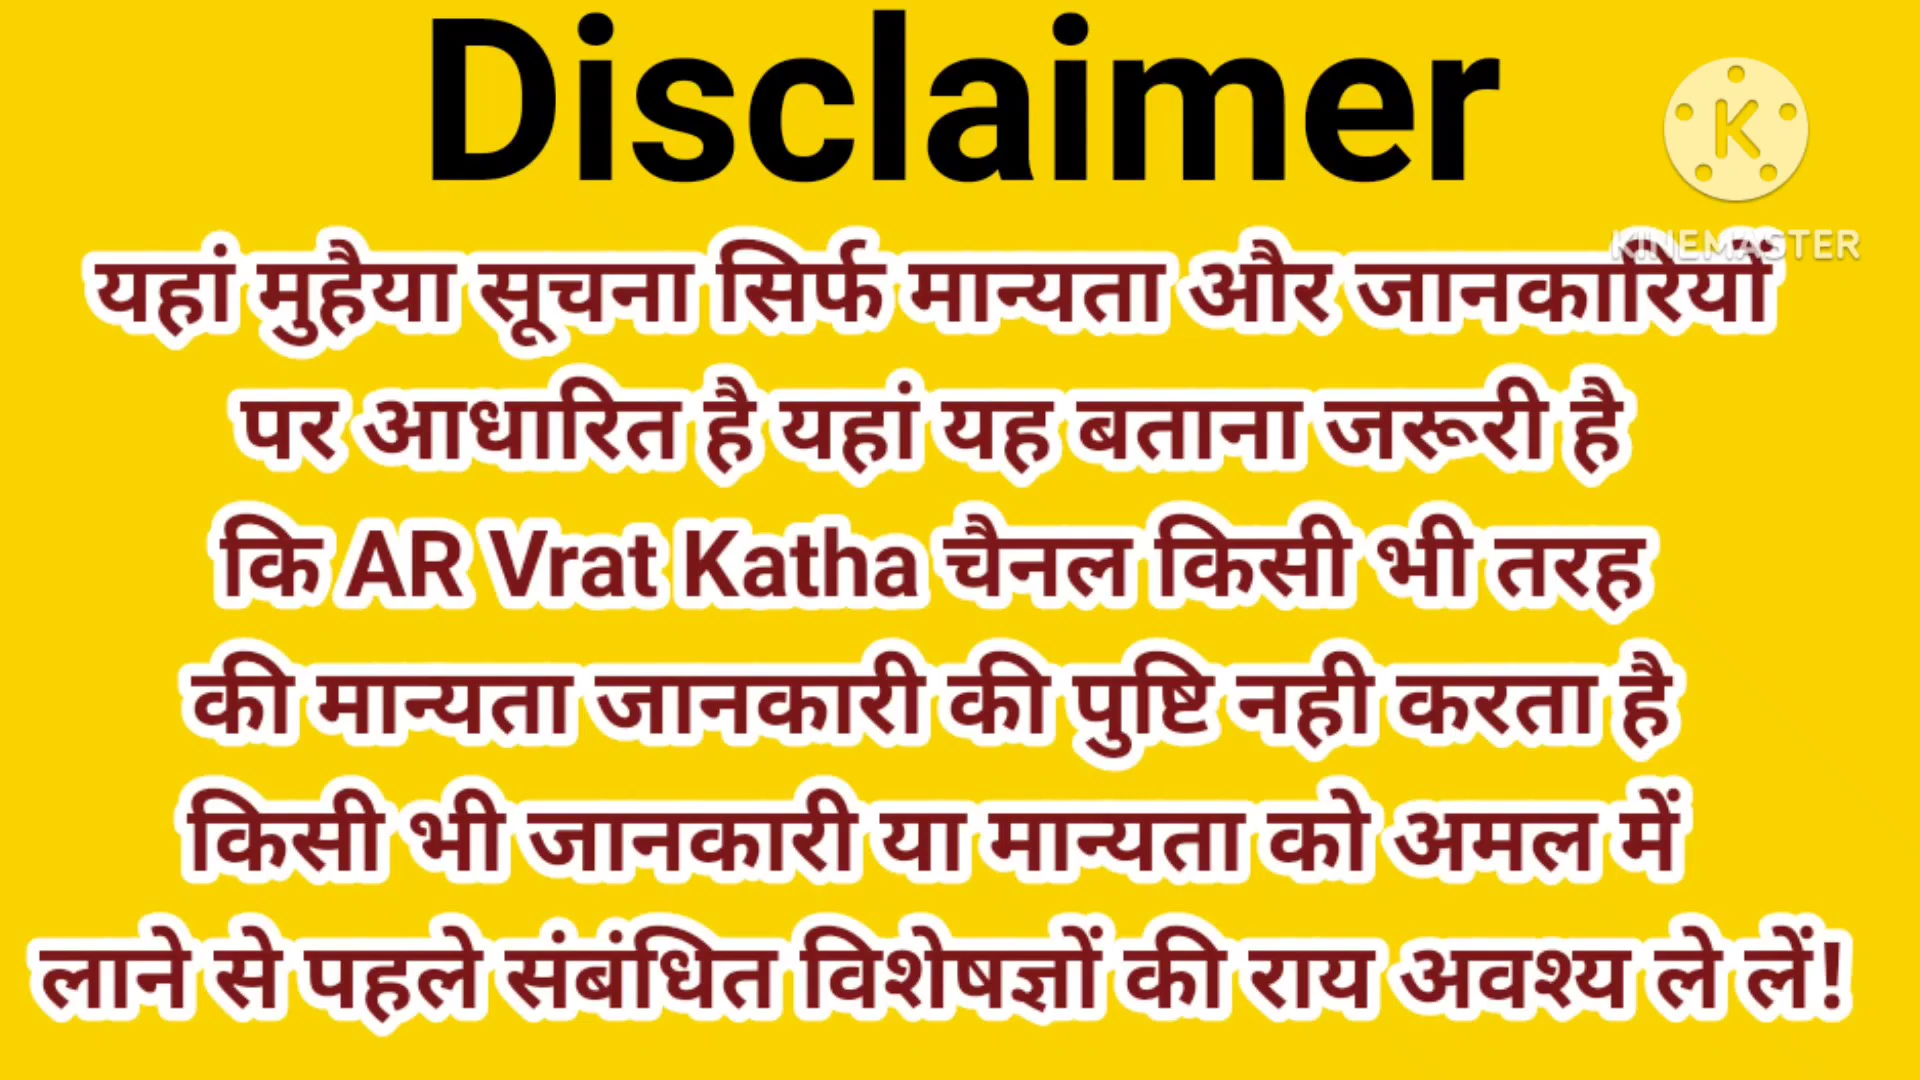 Disclaimer
K
KINEMASTER
यहां मुहैया सूचना सिर्फ मान्यता और जानकारियों
पर आधारित है यहां यह बताना जरूरी है
कि AR Vrat Katha चैनल किसी भी तरह
की मान्यता जानकारी की पुष्टि नही करता है
किसी भी जानकारी या मान्यता को अमल में
लाने से पहले संबंधित विशेषज्ञों की राय अवश्य ले लें!